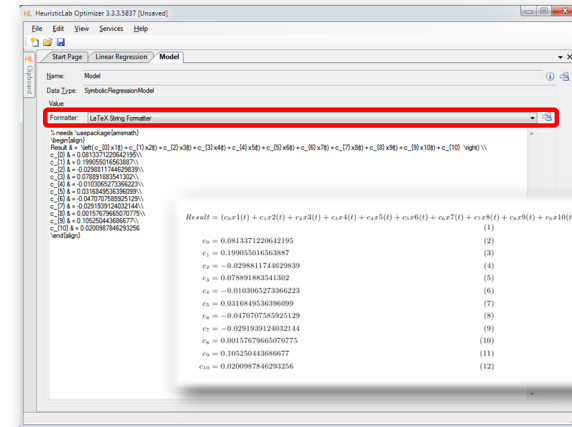 HeuristicLab Optimizer 3.3.3.5837 [Unsaved]
File Edit View Services Help
Start Page Linear Regression Model
Clipboard
Name: Model
Data Type: SymbolicRegressionModel
Value
Formatter: LaTeX String Formatter
% needs \usepackage{amsmath}
\begin{align}
Result & = \left( c_{0} x1(t) + c_{1} x2(t) + c_{2} x3(t) + c_{3} x4(t) + c_{4} x5(t) + c_{5} x6(t) + c_{6} x7(t) + c_{7} x8(t) + c_{8} x9(t) + c_{9} x10(t) + c_{10} \right) \\
c_{0} & = 0.0813371220642195\\
c_{1} & = 0.199055016563887\\
c_{2} & = -0.0298811744629839\\
c_{3} & = 0.078891883541302\\
c_{4} & = -0.0103065273366223\\
c_{5} & = 0.0316849536396099\\
c_{6} & = -0.0470707585925129\\
c_{7} & = -0.0291939124032144\\
c_{8} & = 0.00157679665070775\\
c_{9} & = 0.105250443686677\\
c_{10} & = 0.0200987846293256
\end{align}
Result = (c₀x1(t) + c₁x2(t) + c₂x3(t) + c₃x4(t) + c₄x5(t) + c₅x6(t) + c₆x7(t) + c₇x8(t) + c₈x9(t) + c₉x10(t
(1)
c₀ = 0.0813371220642195 (2)
c₁ = 0.199055016563887 (3)
c₂ = −0.0298811744629839 (4)
c₃ = 0.078891883541302 (5)
c₄ = −0.0103065273366223 (6)
c₅ = 0.0316849536396099 (7)
c₆ = −0.0470707585925129 (8)
c₇ = −0.0291939124032144 (9)
c₈ = 0.00157679665070775 (10)
c₉ = 0.105250443686677 (11)
c₁₀ = 0.0200987846293256 (12)